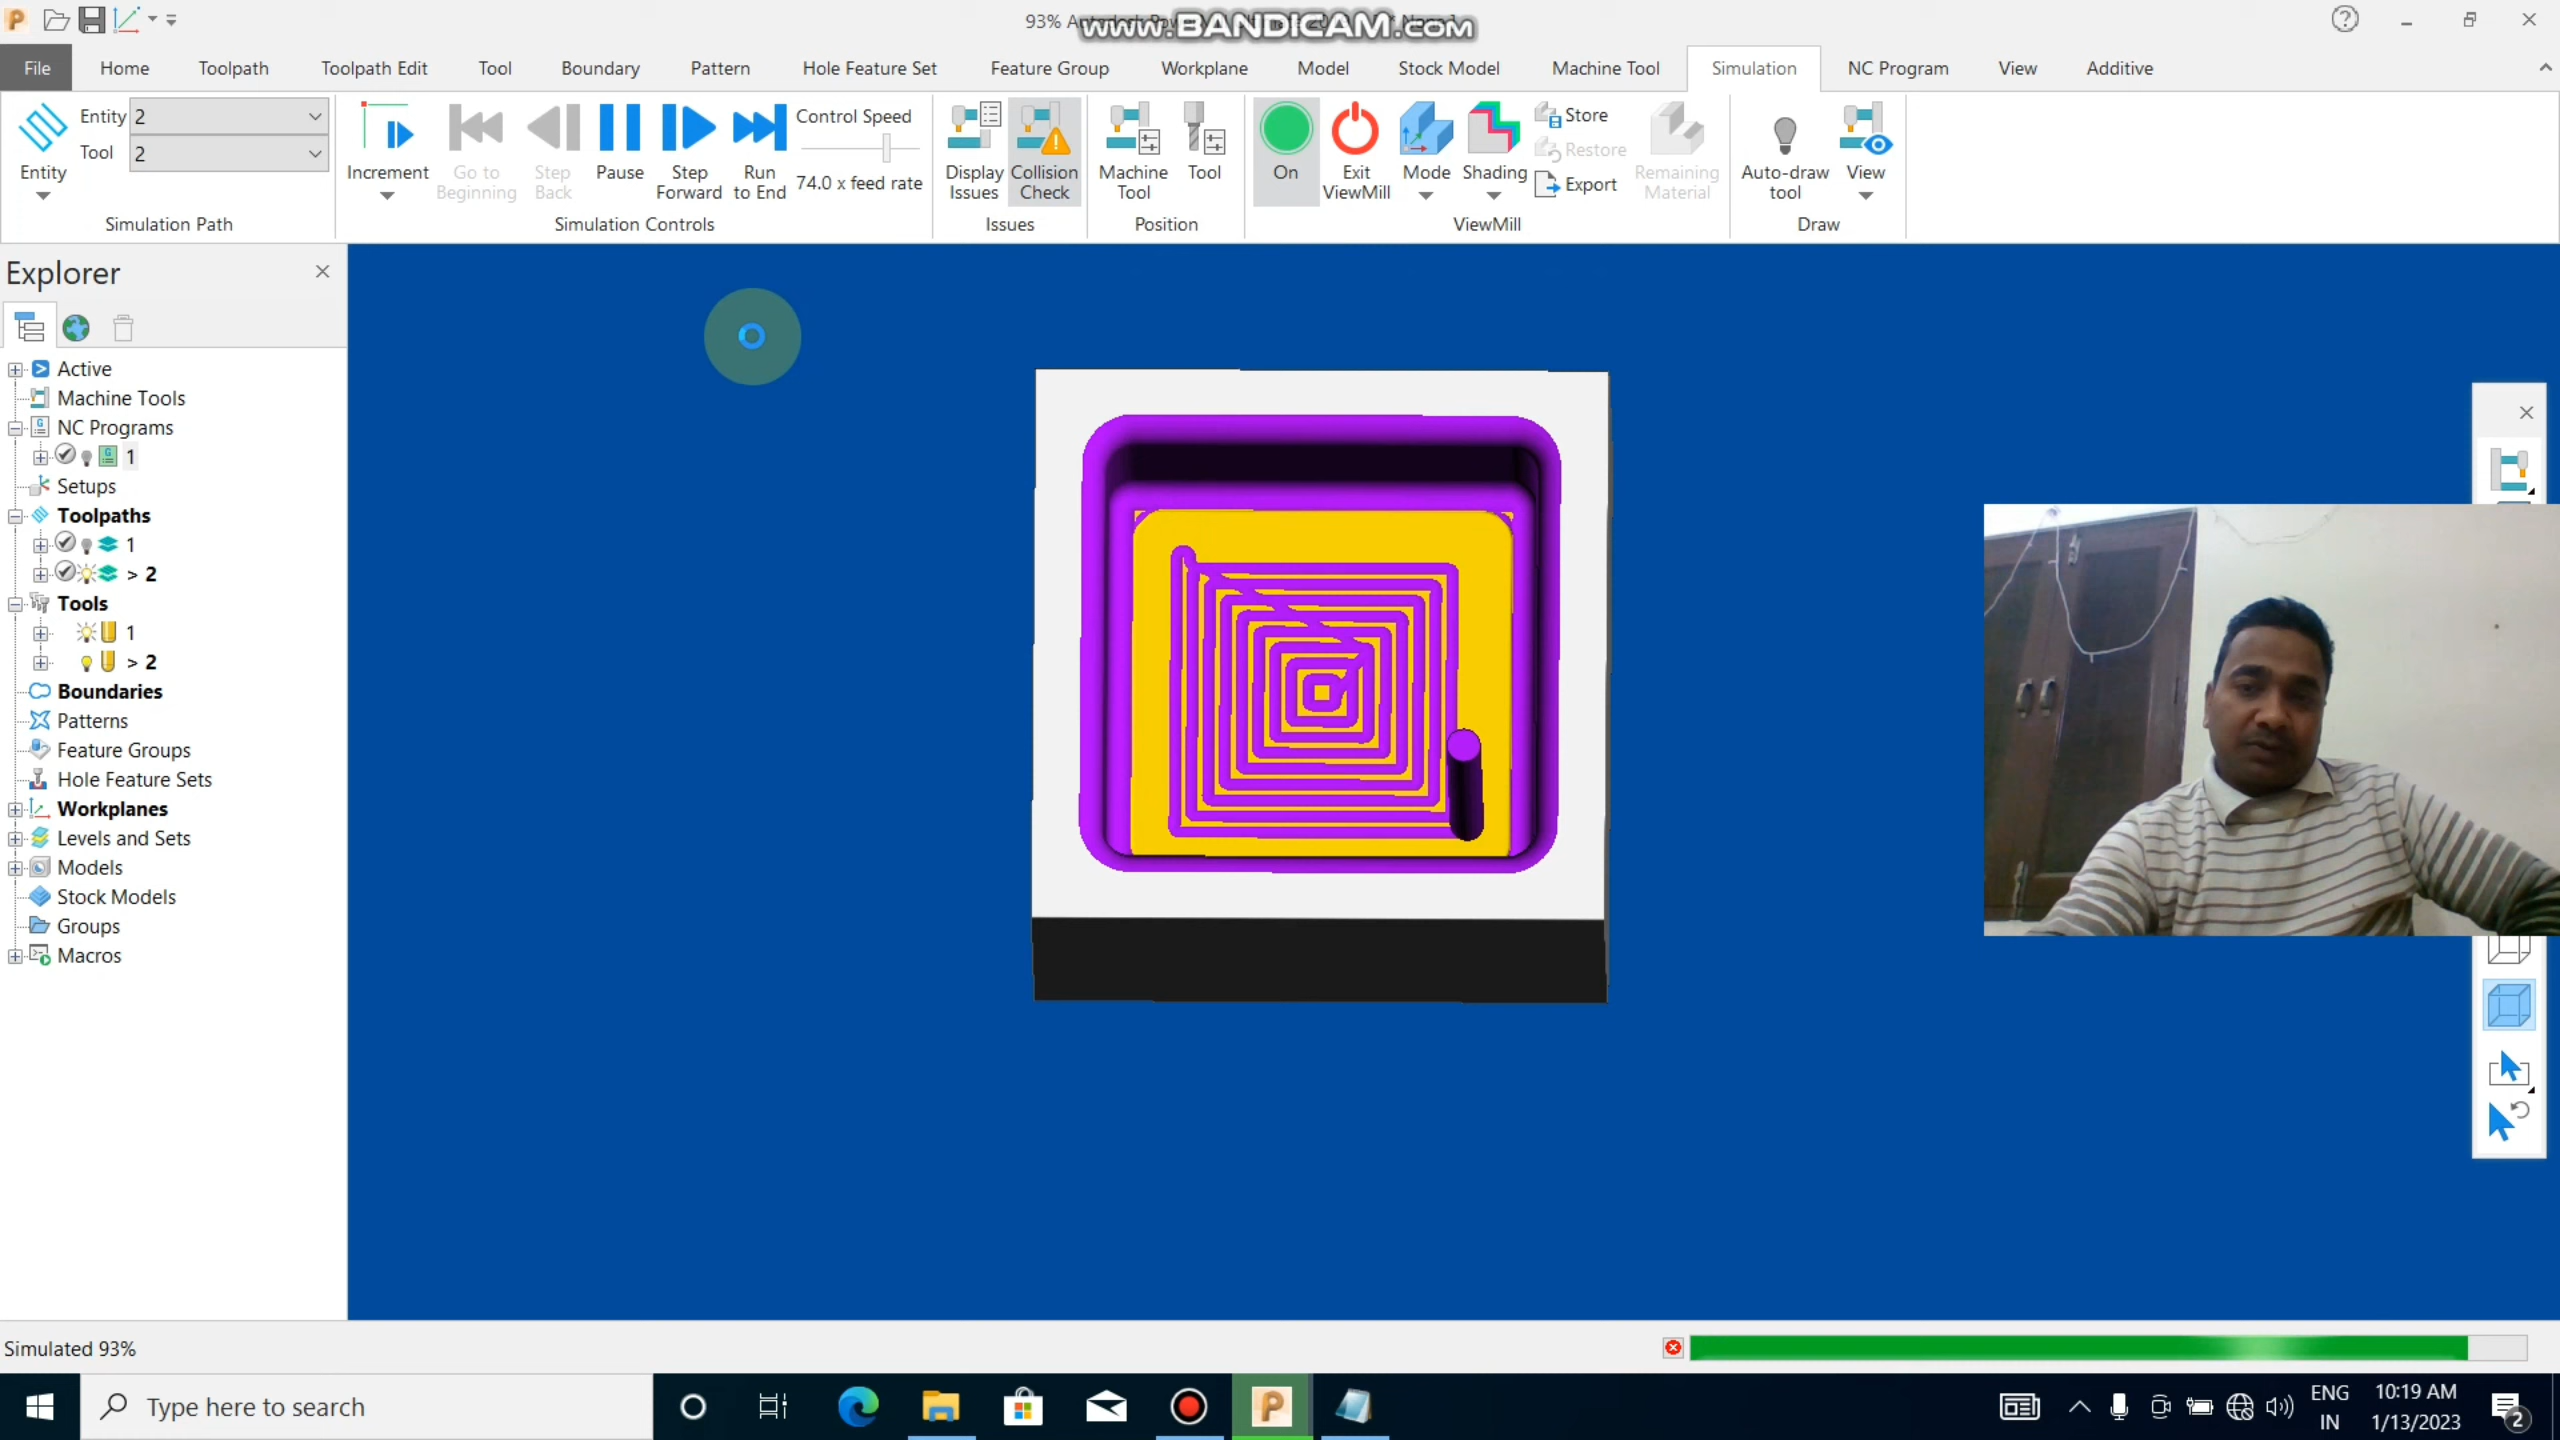 93% Autodesk
www.BANDICAM.com
File
Home
Toolpath
Toolpath Edit
Tool
Boundary
Pattern
Hole Feature Set
Feature Group
Workplane
Model
Stock Model
Machine Tool
Simulation
NC Program
View
Additive
Entity
Entity 2
Tool 2
Simulation Path
Increment
Go to
Beginning
Step
Back
Pause
Step
Forward
Run
to End
Control Speed
74.0 x feed rate
Simulation Controls
Display
Issues
Collision
Check
Issues
Machine
Tool
Tool
Position
On
Exit
ViewMill
Mode
Shading
Store
Restore
Export
Remaining
Material
ViewMill
Auto-draw
tool
View
Draw
Explorer
Active
Machine Tools
NC Programs
1
Setups
Toolpaths
1
> 2
Tools
1
> 2
Boundaries
Patterns
Feature Groups
Hole Feature Sets
Workplanes
Levels and Sets
Models
Stock Models
Groups
Macros
Simulated 93%
Type here to search
ENG
IN
10:19 AM
1/13/2023
2